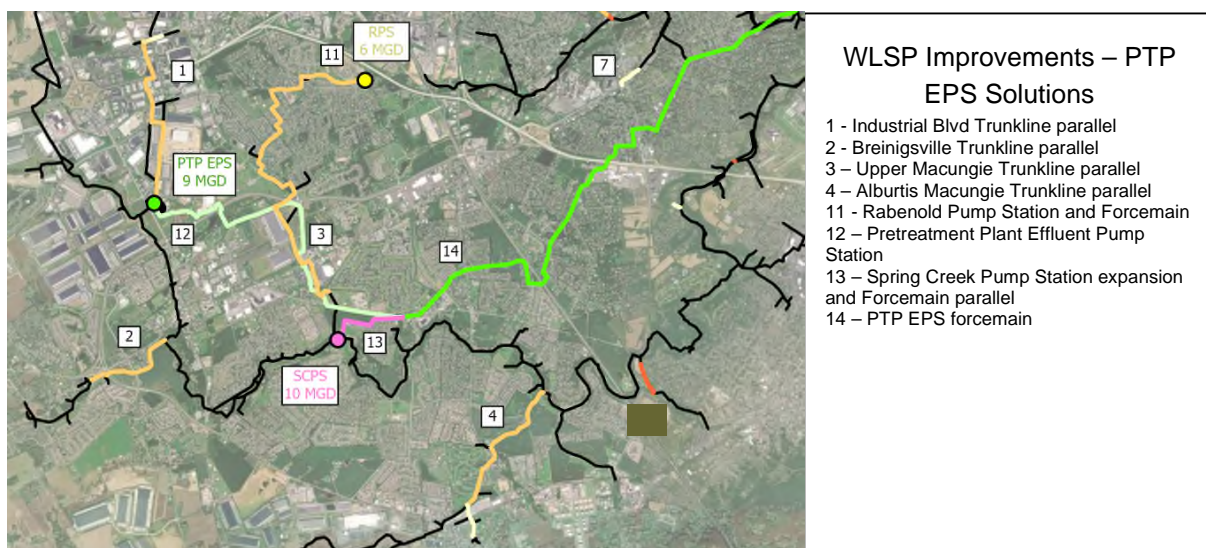 WLSP Improvements – PTP
EPS Solutions
1 - Industrial Blvd Trunkline parallel
2 - Breinigsville Trunkline parallel
3 – Upper Macungie Trunkline parallel
4 – Alburtis Macungie Trunkline parallel
11 - Rabenold Pump Station and Forcemain
12 – Pretreatment Plant Effluent Pump
Station
13 – Spring Creek Pump Station expansion
and Forcemain parallel
14 – PTP EPS forcemain
RPS
6 MGD
11
7
1
PTP EPS
9 MGD
12
3
14
2
13
SCPS
10 MGD
4